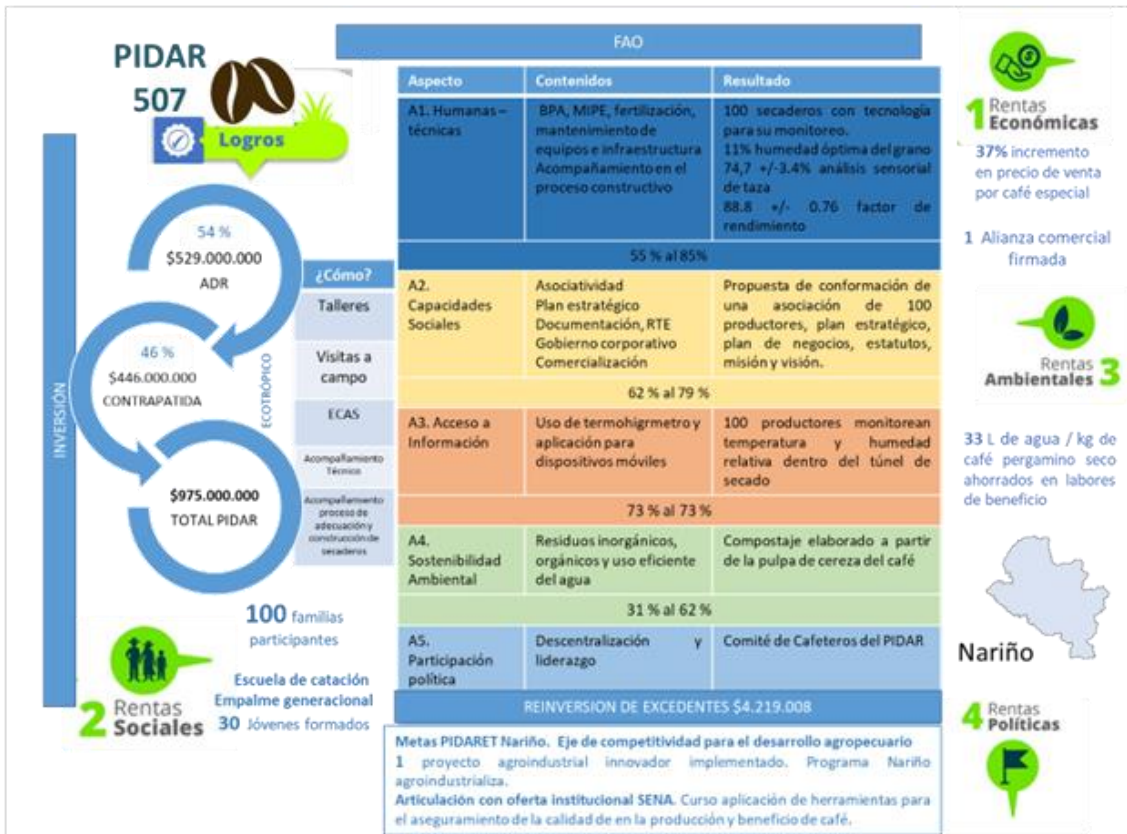 PIDAR
507
Logros
INVERSIÓN
54 %
$529.000.000
ADR
46 %
$446.000.000
CONTRAPATIDA
$975.000.000
TOTAL PIDAR
ECOTRÓPICO
¿Cómo?
Talleres
Visitas a
campo
ECAS
Acompañamiento
Técnico
Acompañamiento
proceso de
adecuación y
construcción de
secaderos
100 familias
participantes
Escuela de catación
Empalme generacional
30 Jóvenes formados
2 Rentas
Sociales
FAO
Aspecto
Contenidos
Resultado
A1. Humanas –
técnicas
BPA, MIPE, fertilización,
mantenimiento de
equipos e infraestructura
Acompañamiento en el
proceso constructivo
100 secaderos con tecnología
para su monitoreo.
11% humedad óptima del grano
74,7 +/-3.4% análisis sensorial
de taza
88.8 +/- 0.76 factor de
rendimiento
55 % al 85%
A2.
Capacidades
Sociales
Asociatividad
Plan estratégico
Documentación, RTE
Gobierno corporativo
Comercialización
Propuesta de conformación de
una asociación de 100
productores, plan estratégico,
plan de negocios, estatutos,
misión y visión.
62 % al 79 %
A3. Acceso a
Información
Uso de termohigrmetro y
aplicación para
dispositivos móviles
100 productores monitorean
temperatura y humedad
relativa dentro del túnel de
secado
73 % al 73 %
A4.
Sostenibilidad
Ambiental
Residuos inorgánicos,
orgánicos y uso eficiente
del agua
Compostaje elaborado a partir
de la pulpa de cereza del café
31 % al 62 %
A5.
Participación
política
Descentralización y
liderazgo
Comité de Cafeteros del PIDAR
REINVERSION DE EXCEDENTES $4.219.008
Metas PIDARET Nariño. Eje de competitividad para el desarrollo agropecuario
1 proyecto agroindustrial innovador implementado. Programa Nariño
agroindustrializa.
Articulación con oferta institucional SENA. Curso aplicación de herramientas para
el aseguramiento de la calidad de en la producción y beneficio de café.
1 Rentas
Económicas
37% incremento
en precio de venta
por café especial
1 Alianza comercial
firmada
Rentas
Ambientales 3
33 L de agua / kg de
café pergamino seco
ahorrados en labores
de beneficio
Nariño
4 Rentas
Políticas